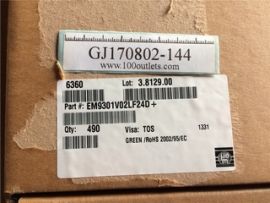 GJ170802-144
www.100outlets.com
6360
Lot: 3.8129.00
Part #: EM9301V02LF24D+
Qty: 490
Visa: TOS
1331
GREEN /RoHS 2002/95/EC